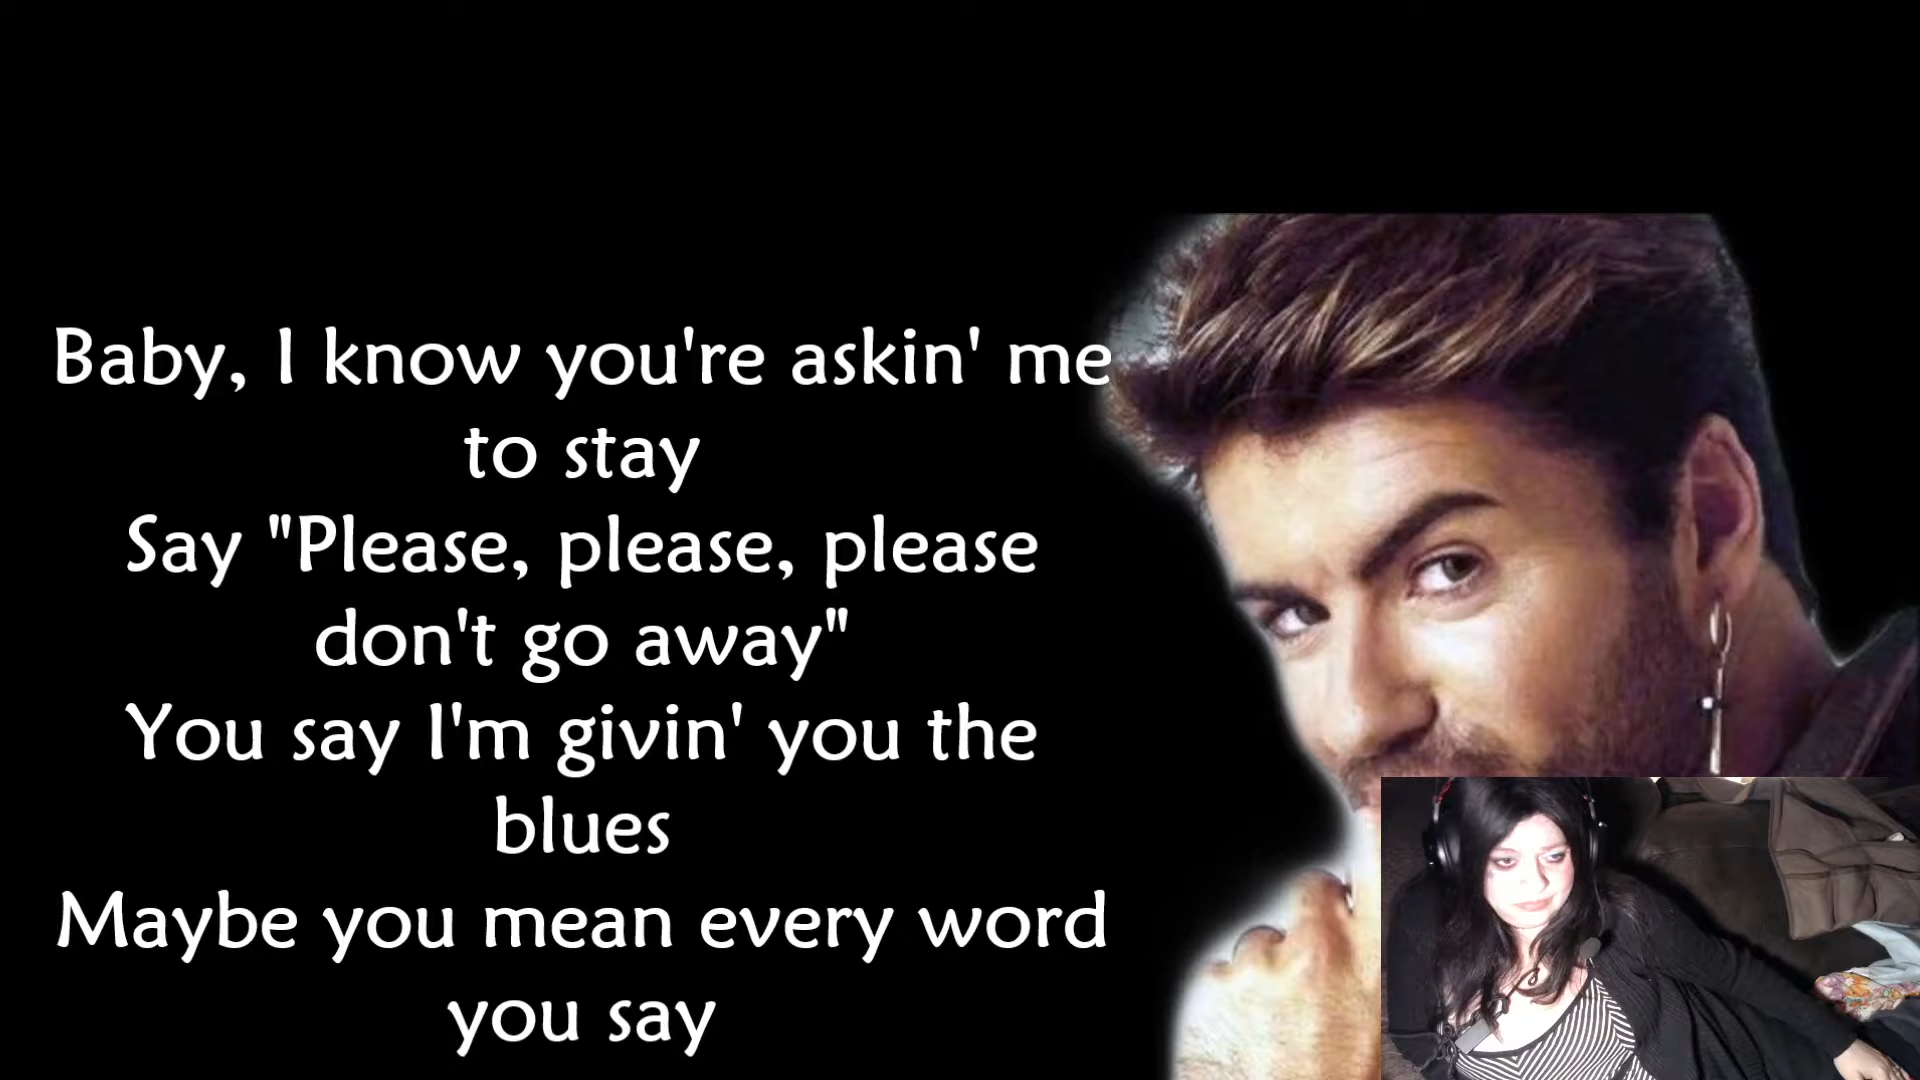 Baby, I know you're askin' me
to stay
Say "Please, please, please
don't go away"
You say I'm givin' you the
blues
Maybe you mean every word
you say